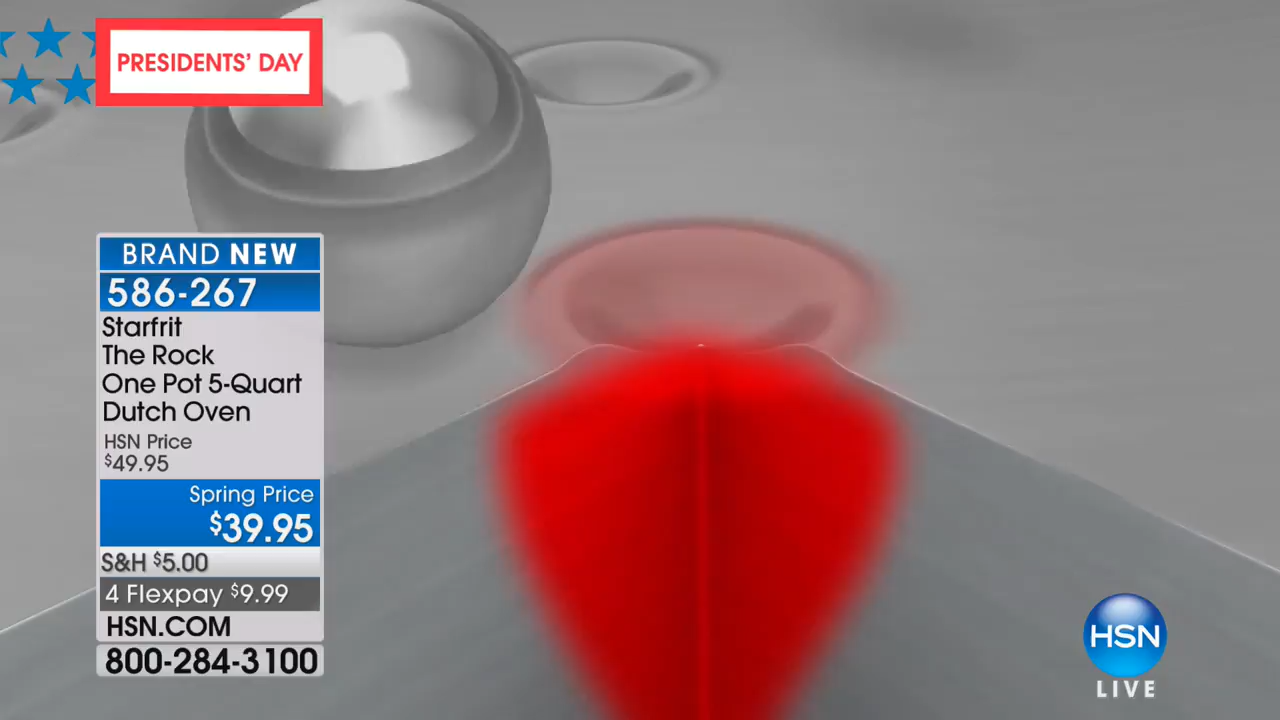 PRESIDENTS' DAY
BRAND NEW
586-267
Starfrit
The Rock
One Pot 5-Quart
Dutch Oven
HSN Price
$49.95
Spring Price
$39.95
S&H $5.00
4 Flexpay $9.99
HSN.COM
800-284-3100
HSN
LIVE